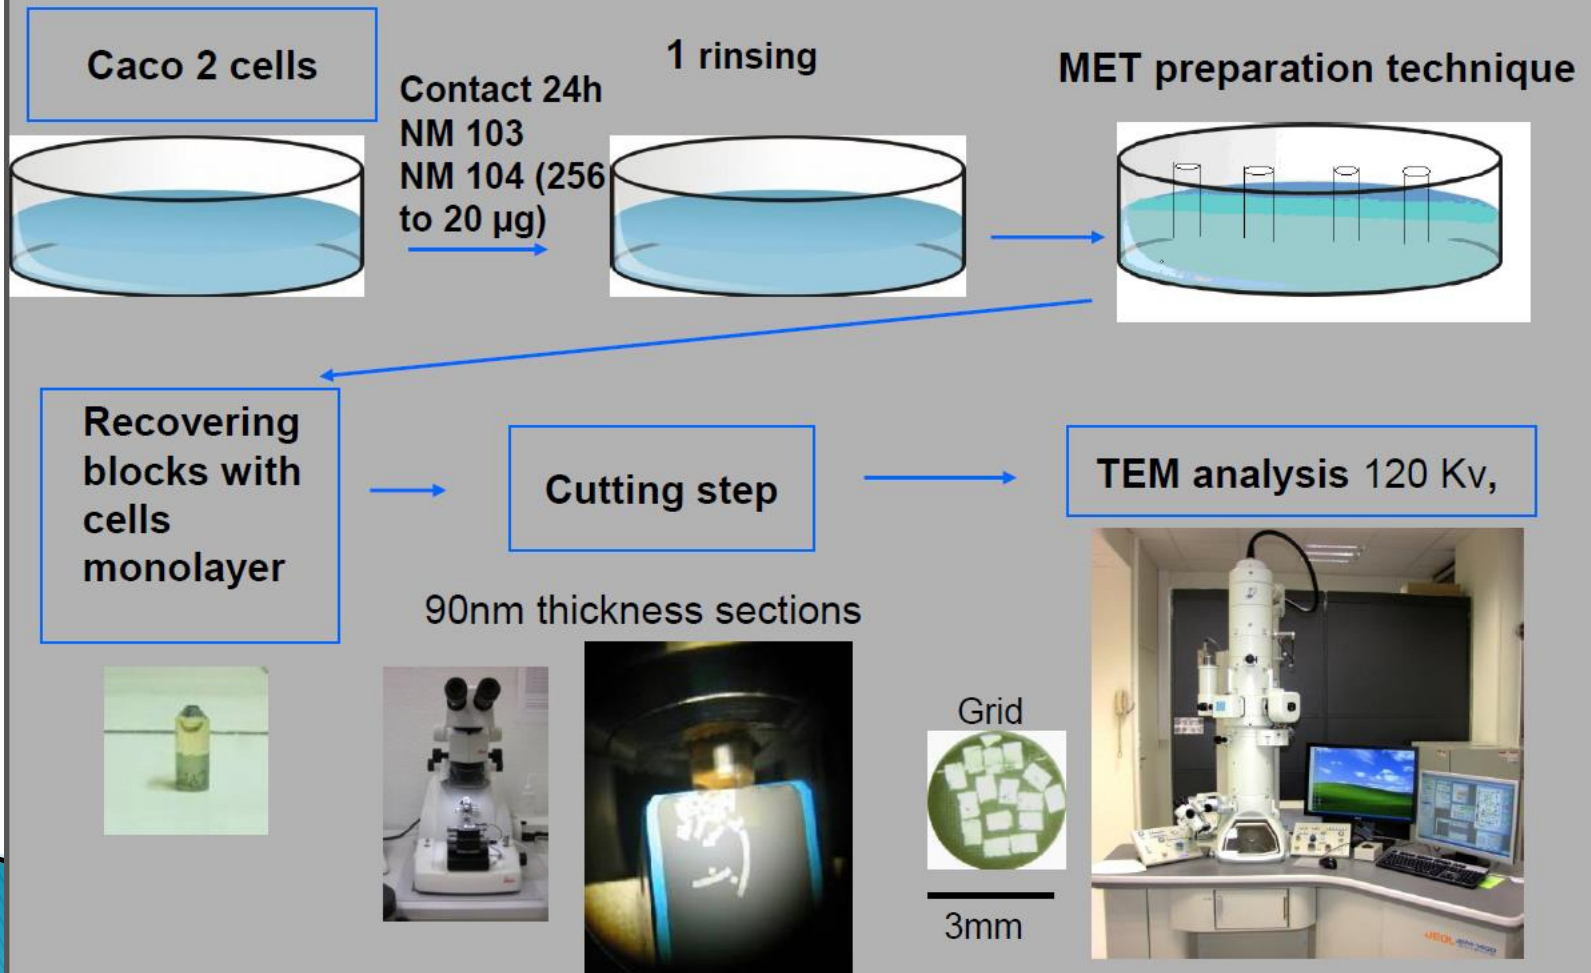 Caco 2 cells
Contact 24h
NM 103
NM 104 (256
to 20 µg)
1 rinsing
MET preparation technique
Recovering
blocks with
cells
monolayer
Cutting step
90nm thickness sections
TEM analysis 120 Kv,
Grid
3mm
JEOL